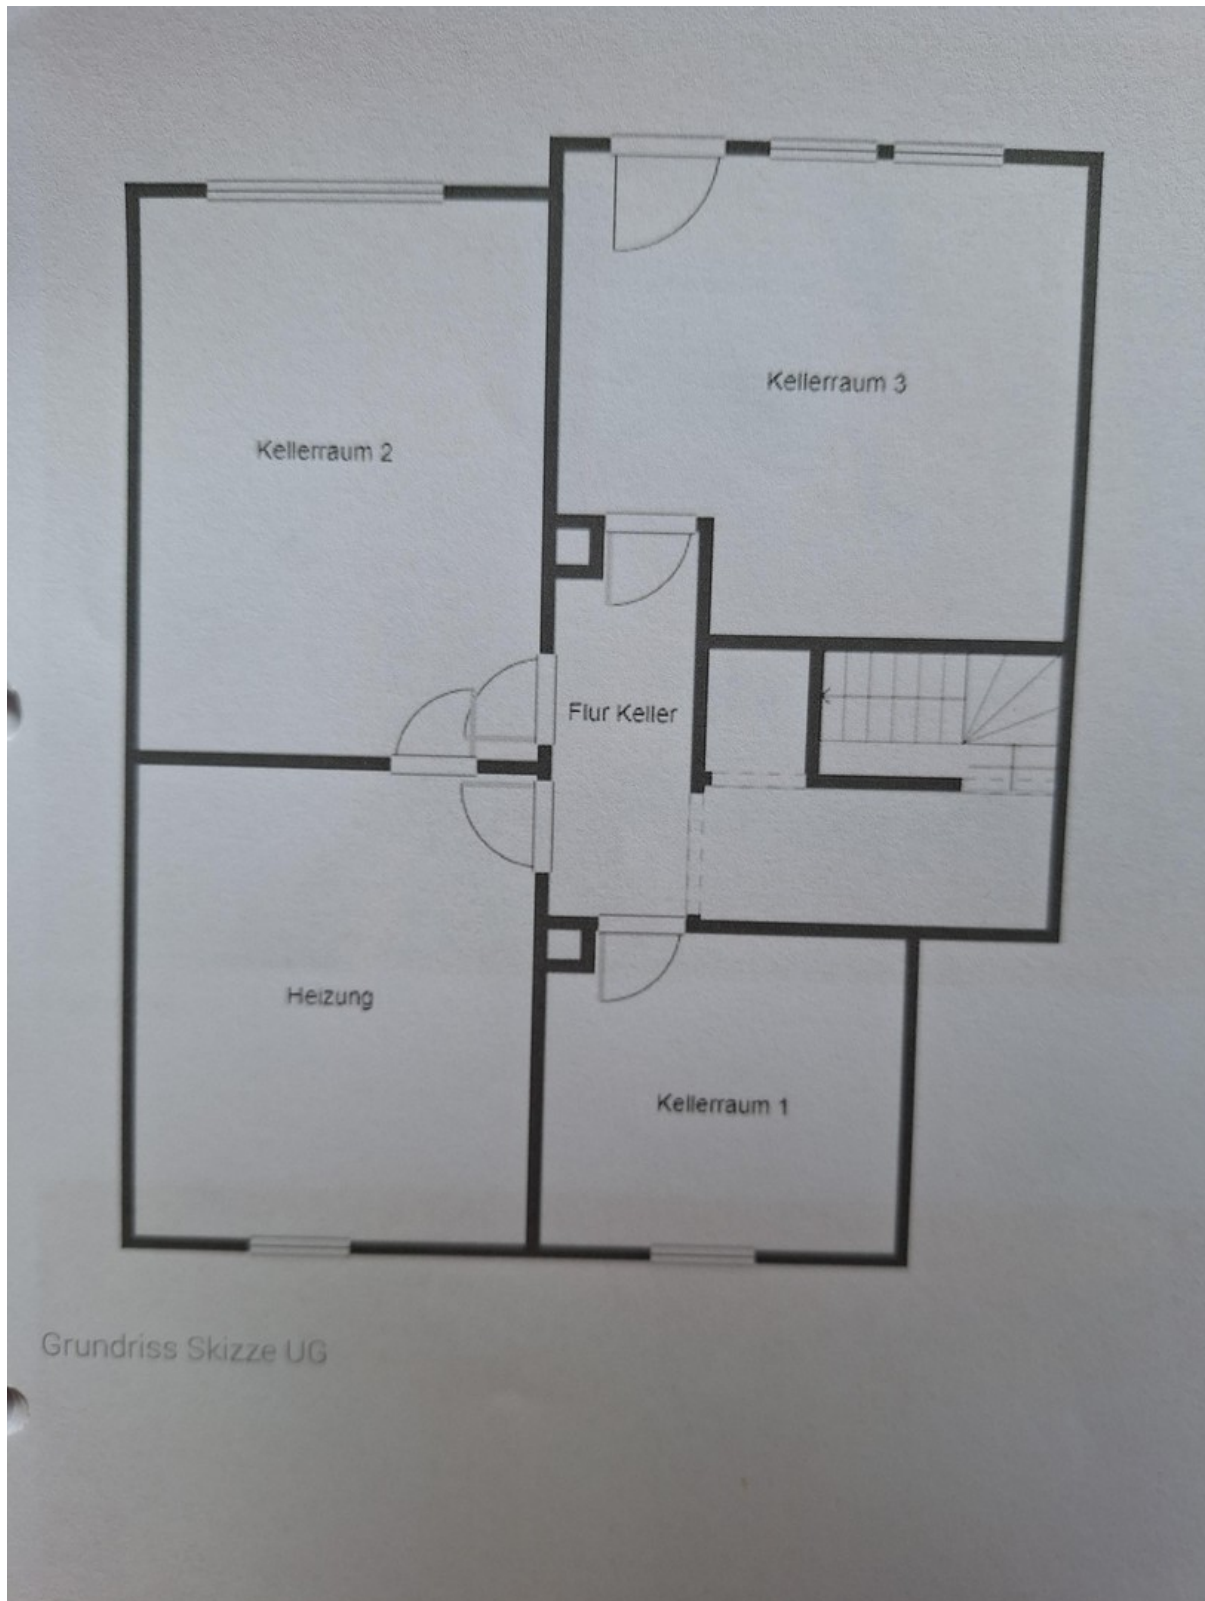 Kellerraum 3
Kellerraum 2
Flur Keller
Heizung
Kellerraum 1
Grundriss Skizze UG